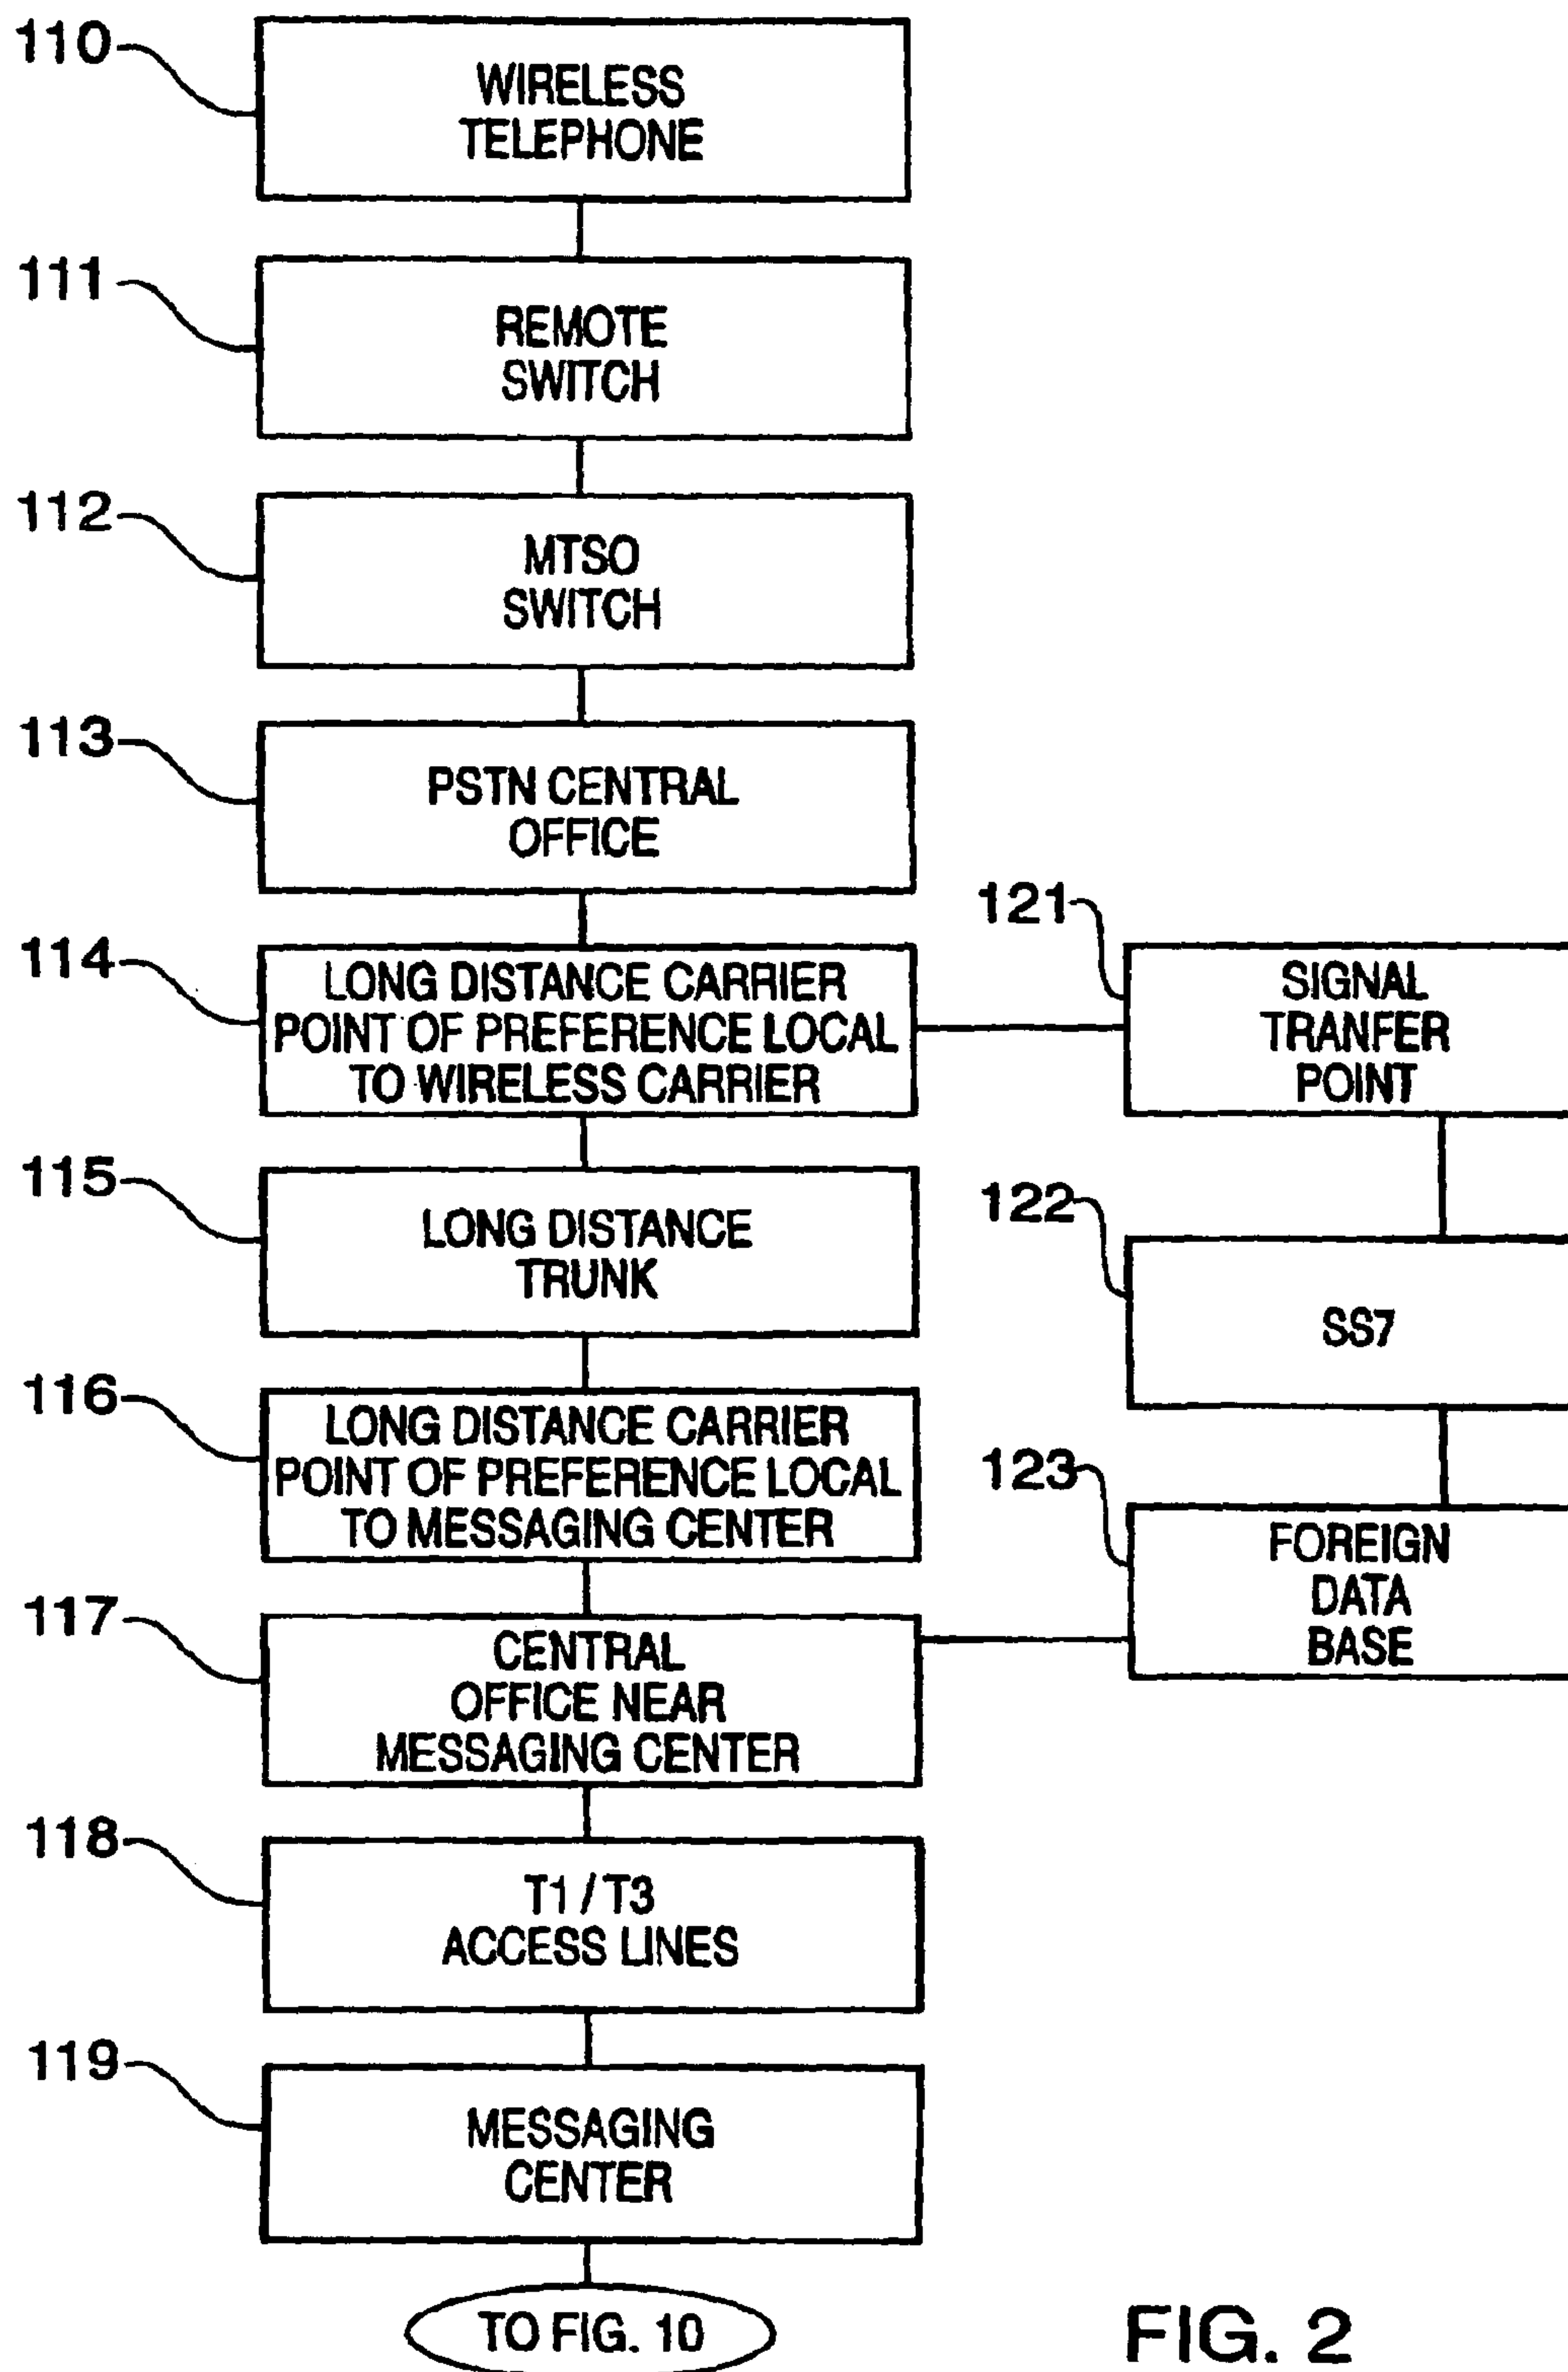 110
WIRELESS
TELEPHONE
111
REMOTE
SWITCH
112
MTSO
SWITCH
113
PSTN CENTRAL
OFFICE
114
LONG DISTANCE CARRIER
POINT OF PREFERENCE LOCAL
TO WIRELESS CARRIER
121
SIGNAL
TRANFER
POINT
115
LONG DISTANCE
TRUNK
122
SS7
116
LONG DISTANCE CARRIER
POINT OF PREFERENCE LOCAL
TO MESSAGING CENTER
123
FOREIGN
DATA
BASE
117
CENTRAL
OFFICE NEAR
MESSAGING CENTER
118
T1 / T3
ACCESS LINES
119
MESSAGING
CENTER
TO FIG. 10
FIG. 2